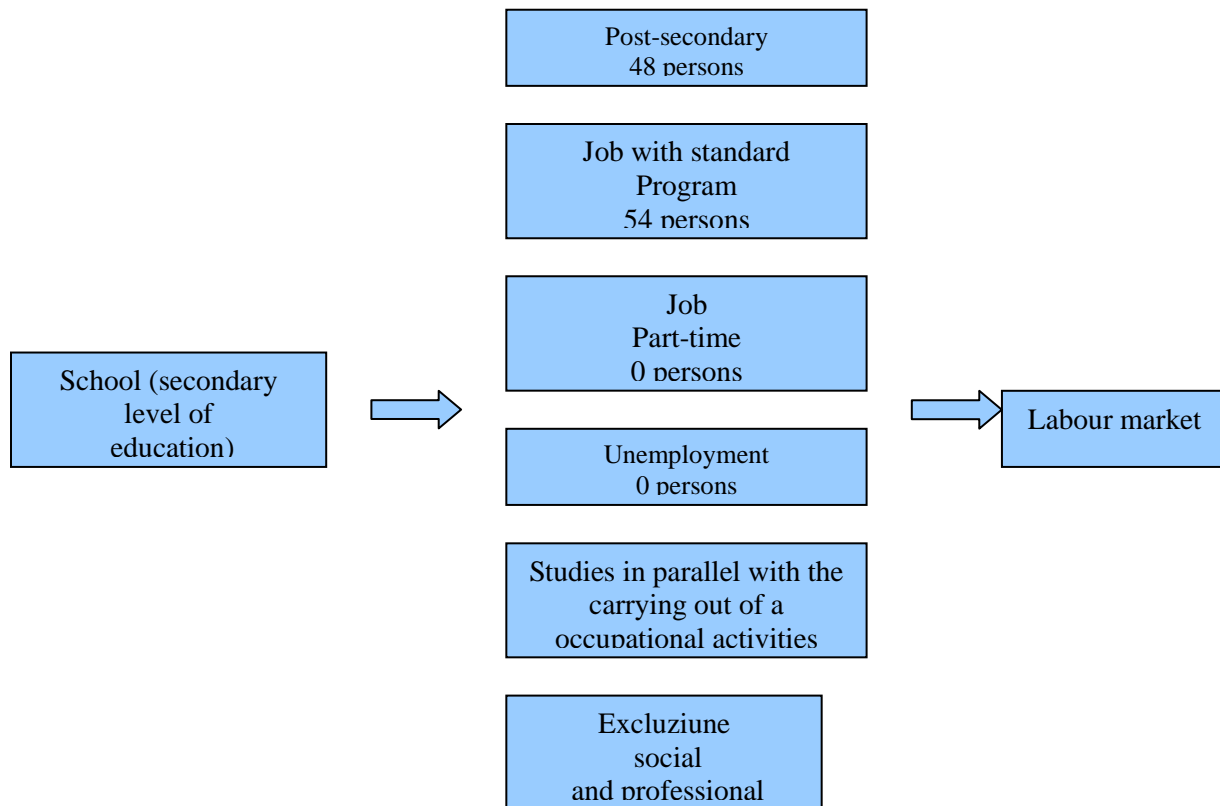 Post-secondary
48 persons
Job with standard
Program
54 persons
Job
Part-time
0 persons
School (secondary
level of
education)
Labour market
Unemployment
0 persons
Studies in parallel with the
carrying out of a
occupational activities
Excluziune
social
and professional